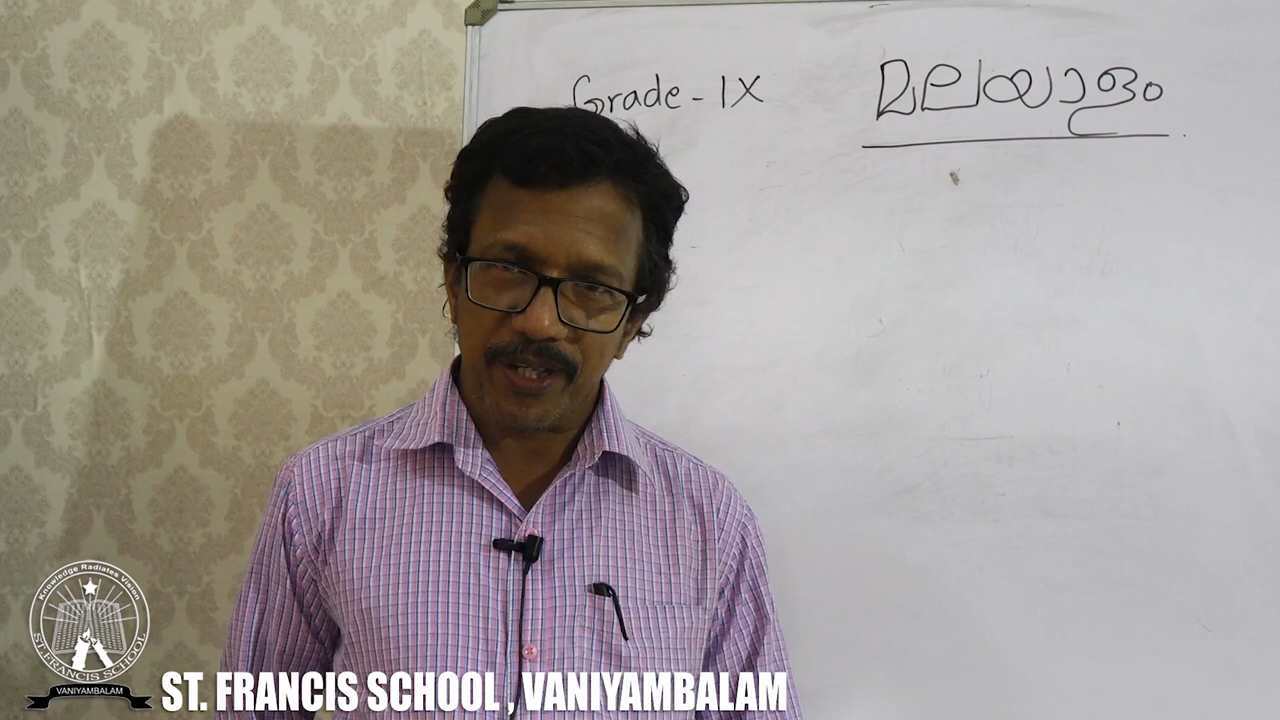 Grade - IX
മലയാളം
Knowledge Radiates Vision
ST. FRANCIS SCHOOL
VANIYAMBALAM
ST. FRANCIS SCHOOL , VANIYAMBALAM